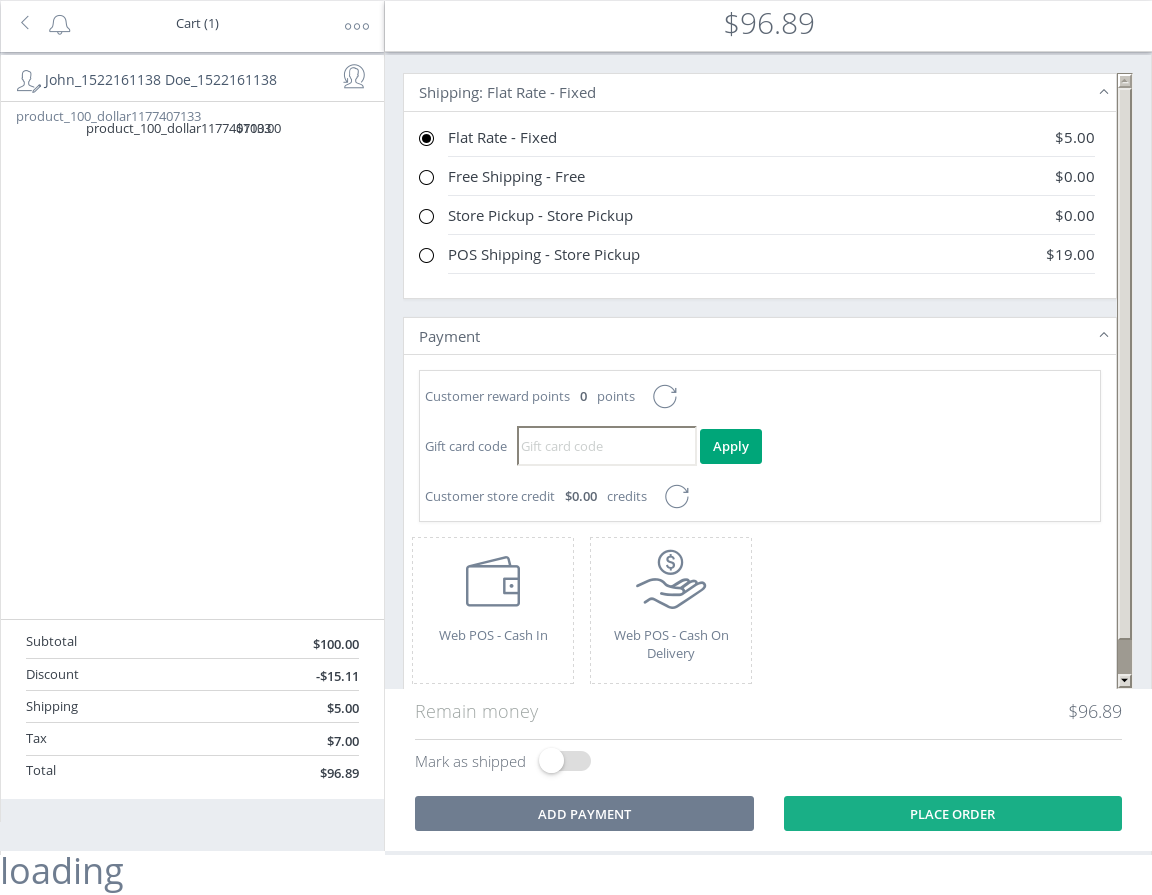 Cart (1)
$96.89
John_1522161138 Doe_1522161138
product_100_dollar1177407133
product_100_dollar1177407133
$100.00
Subtotal $100.00
Discount -$15.11
Shipping $5.00
Tax $7.00
Total $96.89
Shipping: Flat Rate - Fixed
Flat Rate - Fixed $5.00
Free Shipping - Free $0.00
Store Pickup - Store Pickup $0.00
POS Shipping - Store Pickup $19.00
Payment
Customer reward points 0 points
Gift card code Gift card code Apply
Customer store credit $0.00 credits
$
Web POS - Cash In
Web POS - Cash On
Delivery
Remain money $96.89
Mark as shipped
ADD PAYMENT PLACE ORDER
loading